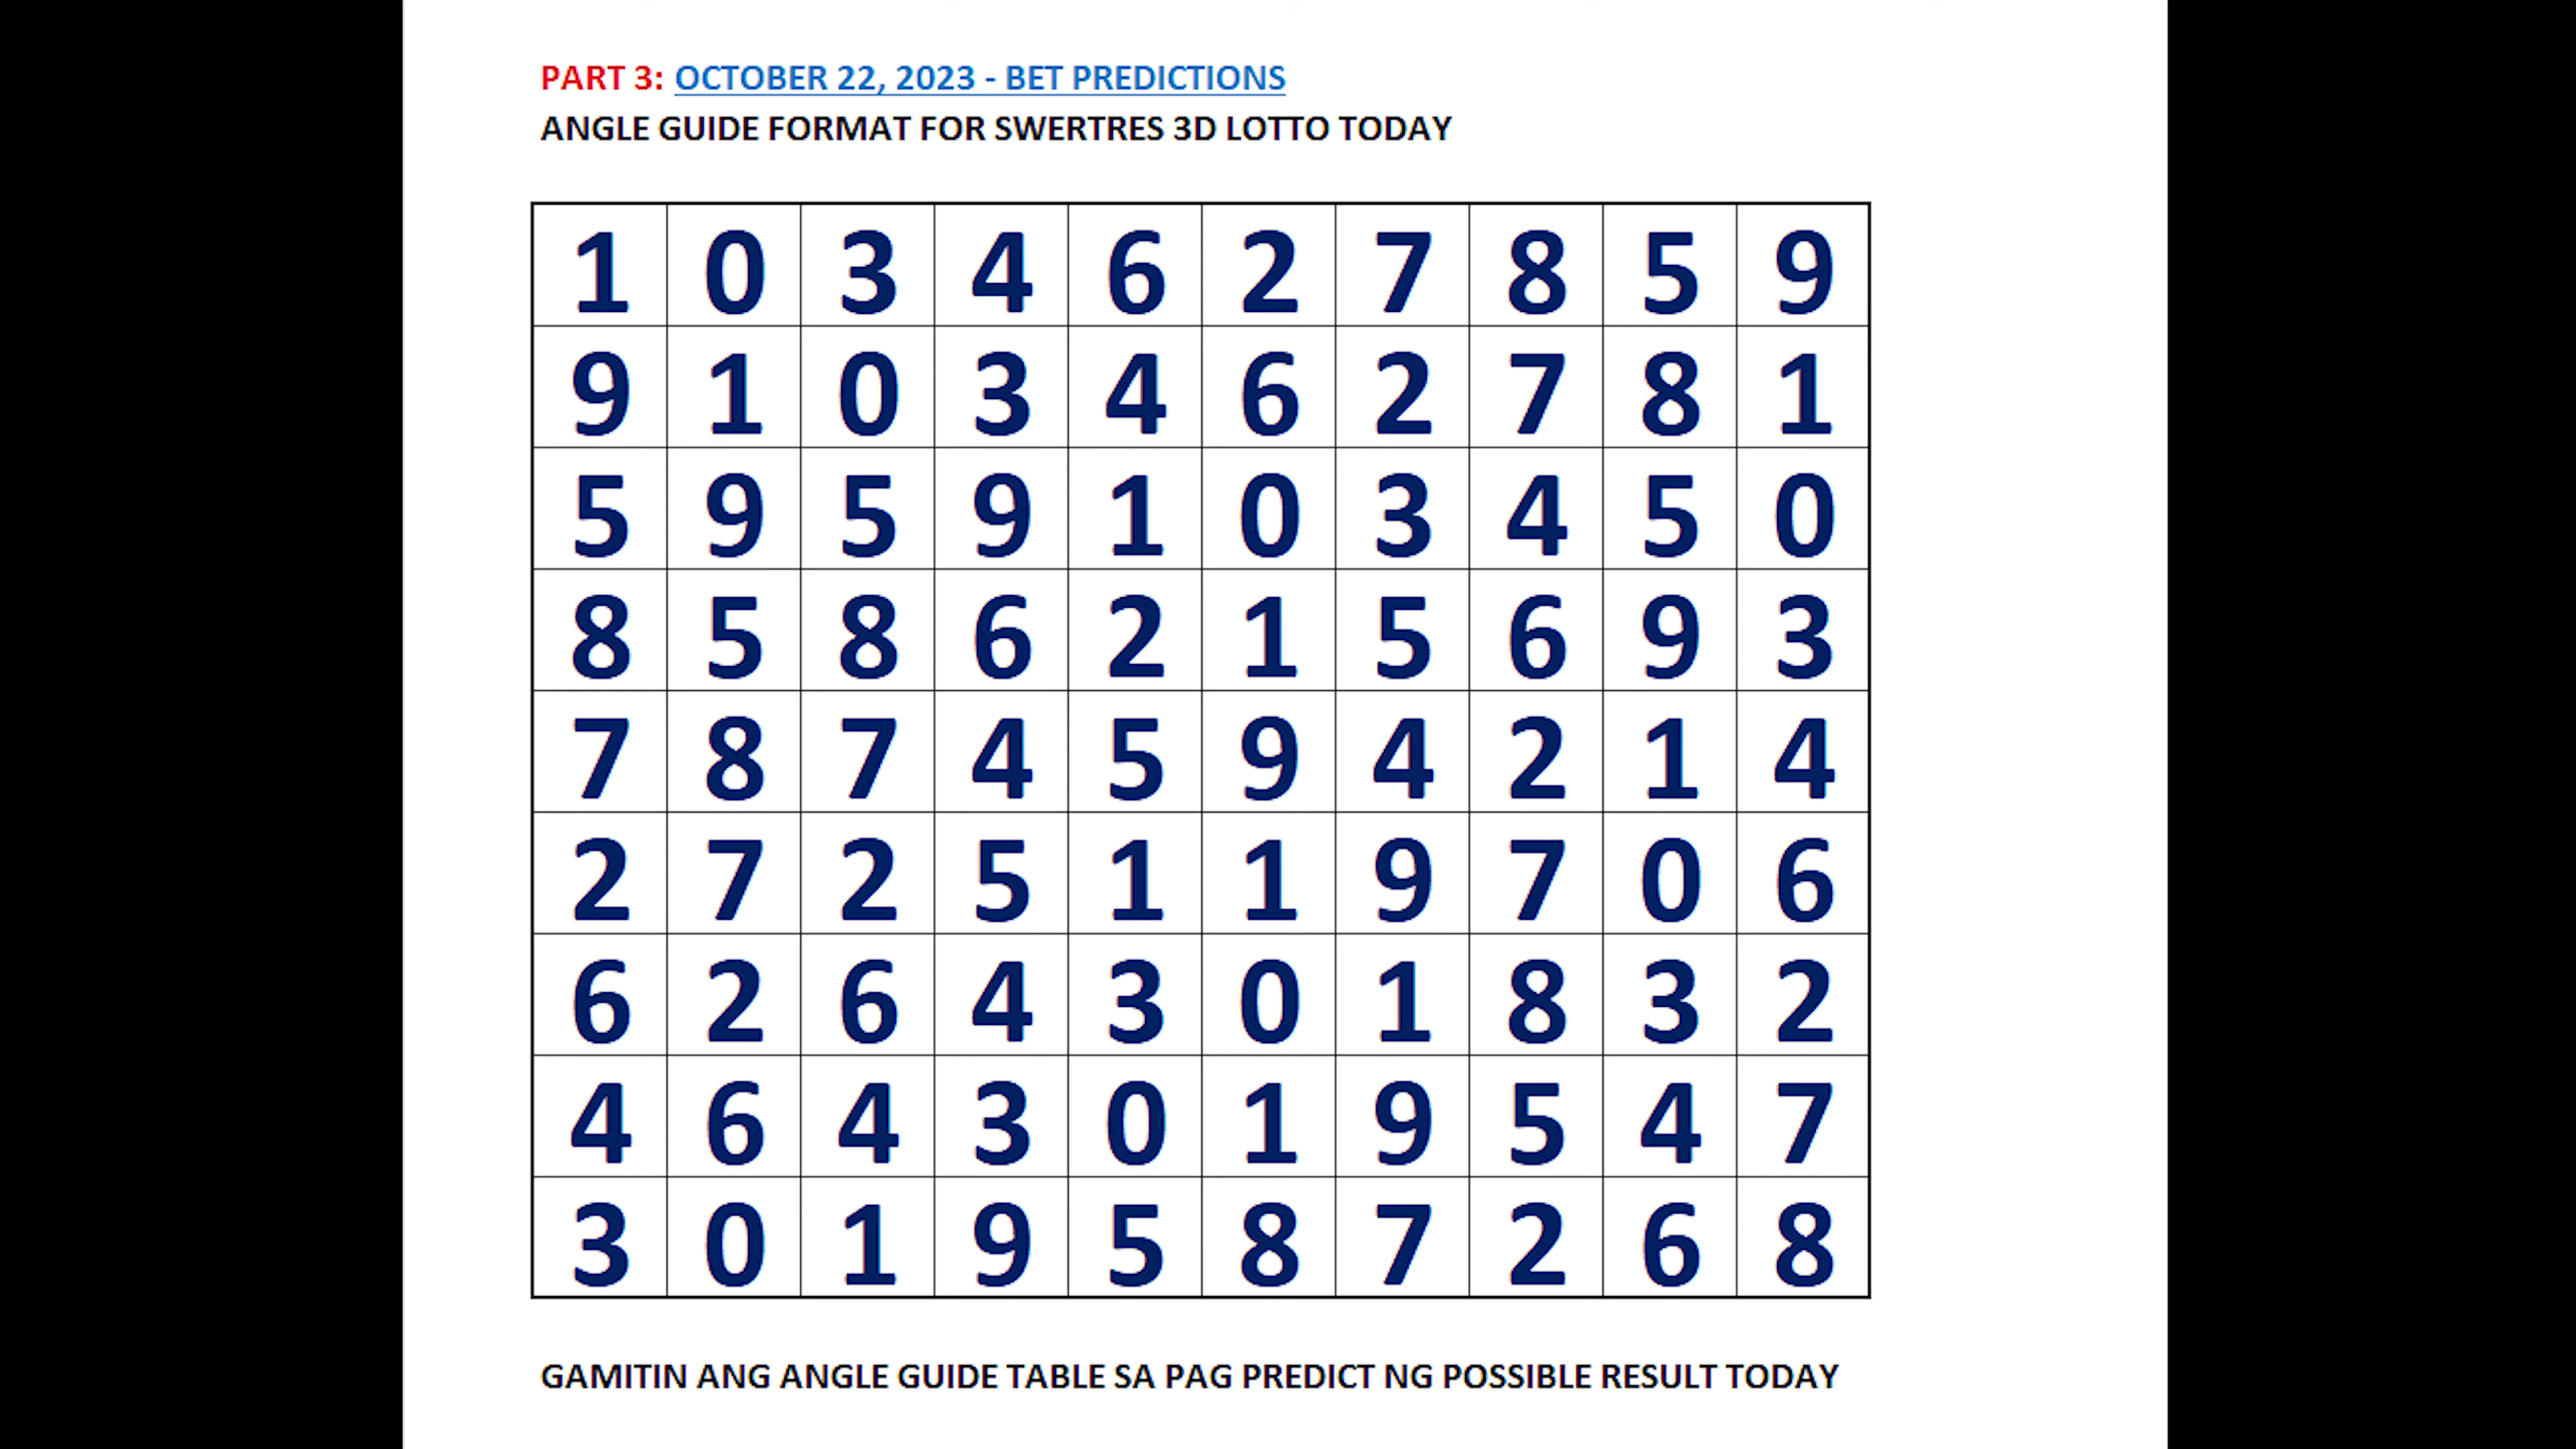 PART 3: OCTOBER 22, 2023 - BET PREDICTIONS
ANGLE GUIDE FORMAT FOR SWERTRES 3D LOTTO TODAY
1 0 3 4 6 2 7 8 5 9
9 1 0 3 4 6 2 7 8 1
5 9 5 9 1 0 3 4 5 0
8 5 8 6 2 1 5 6 9 3
7 8 7 4 5 9 4 2 1 4
2 7 2 5 1 1 9 7 0 6
6 2 6 4 3 0 1 8 3 2
4 6 4 3 0 1 9 5 4 7
3 0 1 9 5 8 7 2 6 8
GAMITIN ANG ANGLE GUIDE TABLE SA PAG PREDICT NG POSSIBLE RESULT TODAY